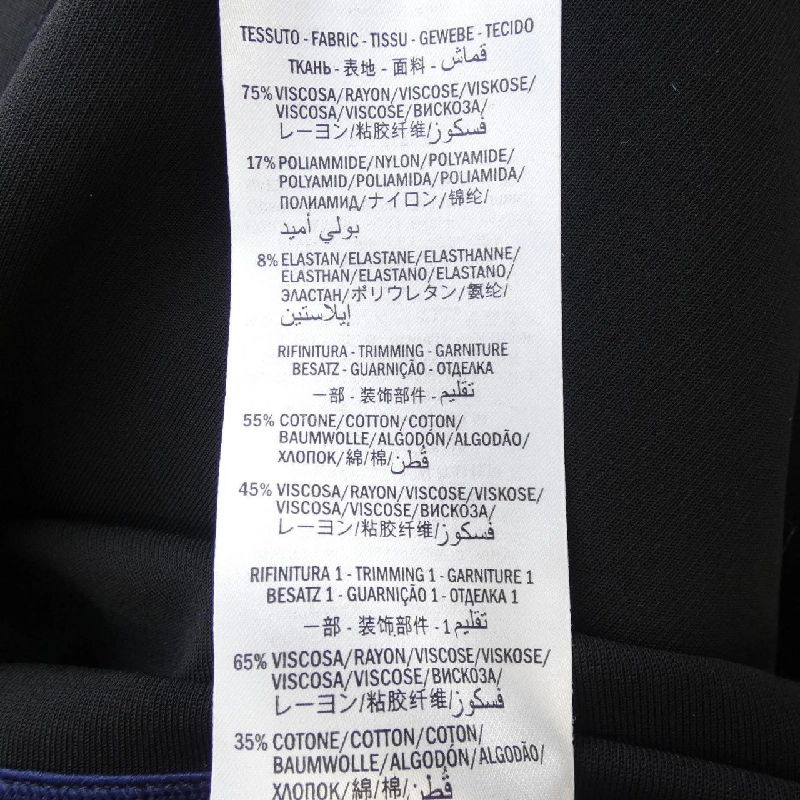 TESSUTO - FABRIC - TISSU - GEWEBE - TECIDO
ТКАНЬ - 表地 - 面料 - قماش
75% VISCOSA/RAYON/VISCOSE/VISKOSE/
VISCOSA/VISCOSE/ВИСКОЗА/
レーヨン/粘胶纤维/فسكوز
17% POLIAMMIDE/NYLON/POLYAMIDE/
POLYAMID/POLIAMIDA/POLIAMIDA/
ПОЛИАМИД/ナイロン/锦纶/
بولي أميد
8% ELASTAN/ELASTANE/ELASTHANNE/
ELASTHAN/ELASTANO/ELASTANO/
ЭЛАСТАН/ポリウレタン/氨纶/
إيلاستين
RIFINITURA - TRIMMING - GARNITURE
BESATZ - GUARNIÇÃO - ОТДЕЛКА
一部 - 装饰部件 - تقليم
55% COTONE/COTTON/COTON/
BAUMWOLLE/ALGODÓN/ALGODÃO/
ХЛОПОК/綿/棉/قُطن
45% VISCOSA/RAYON/VISCOSE/VISKOSE/
VISCOSA/VISCOSE/ВИСКОЗА/
レーヨン/粘胶纤维/فسكوز
RIFINITURA 1 - TRIMMING 1 - GARNITURE 1
BESATZ 1 - GUARNIÇÃO 1 - ОТДЕЛКА 1
一部 - 装饰部件 - 1 تقليم
65% VISCOSA/RAYON/VISCOSE/VISKOSE/
VISCOSA/VISCOSE/ВИСКОЗА/
レーヨン/粘胶纤维/فسكوز
35% COTONE/COTTON/COTON/
BAUMWOLLE/ALGODÓN/ALGODÃO/
ХЛОПОК/綿/棉/قُطن